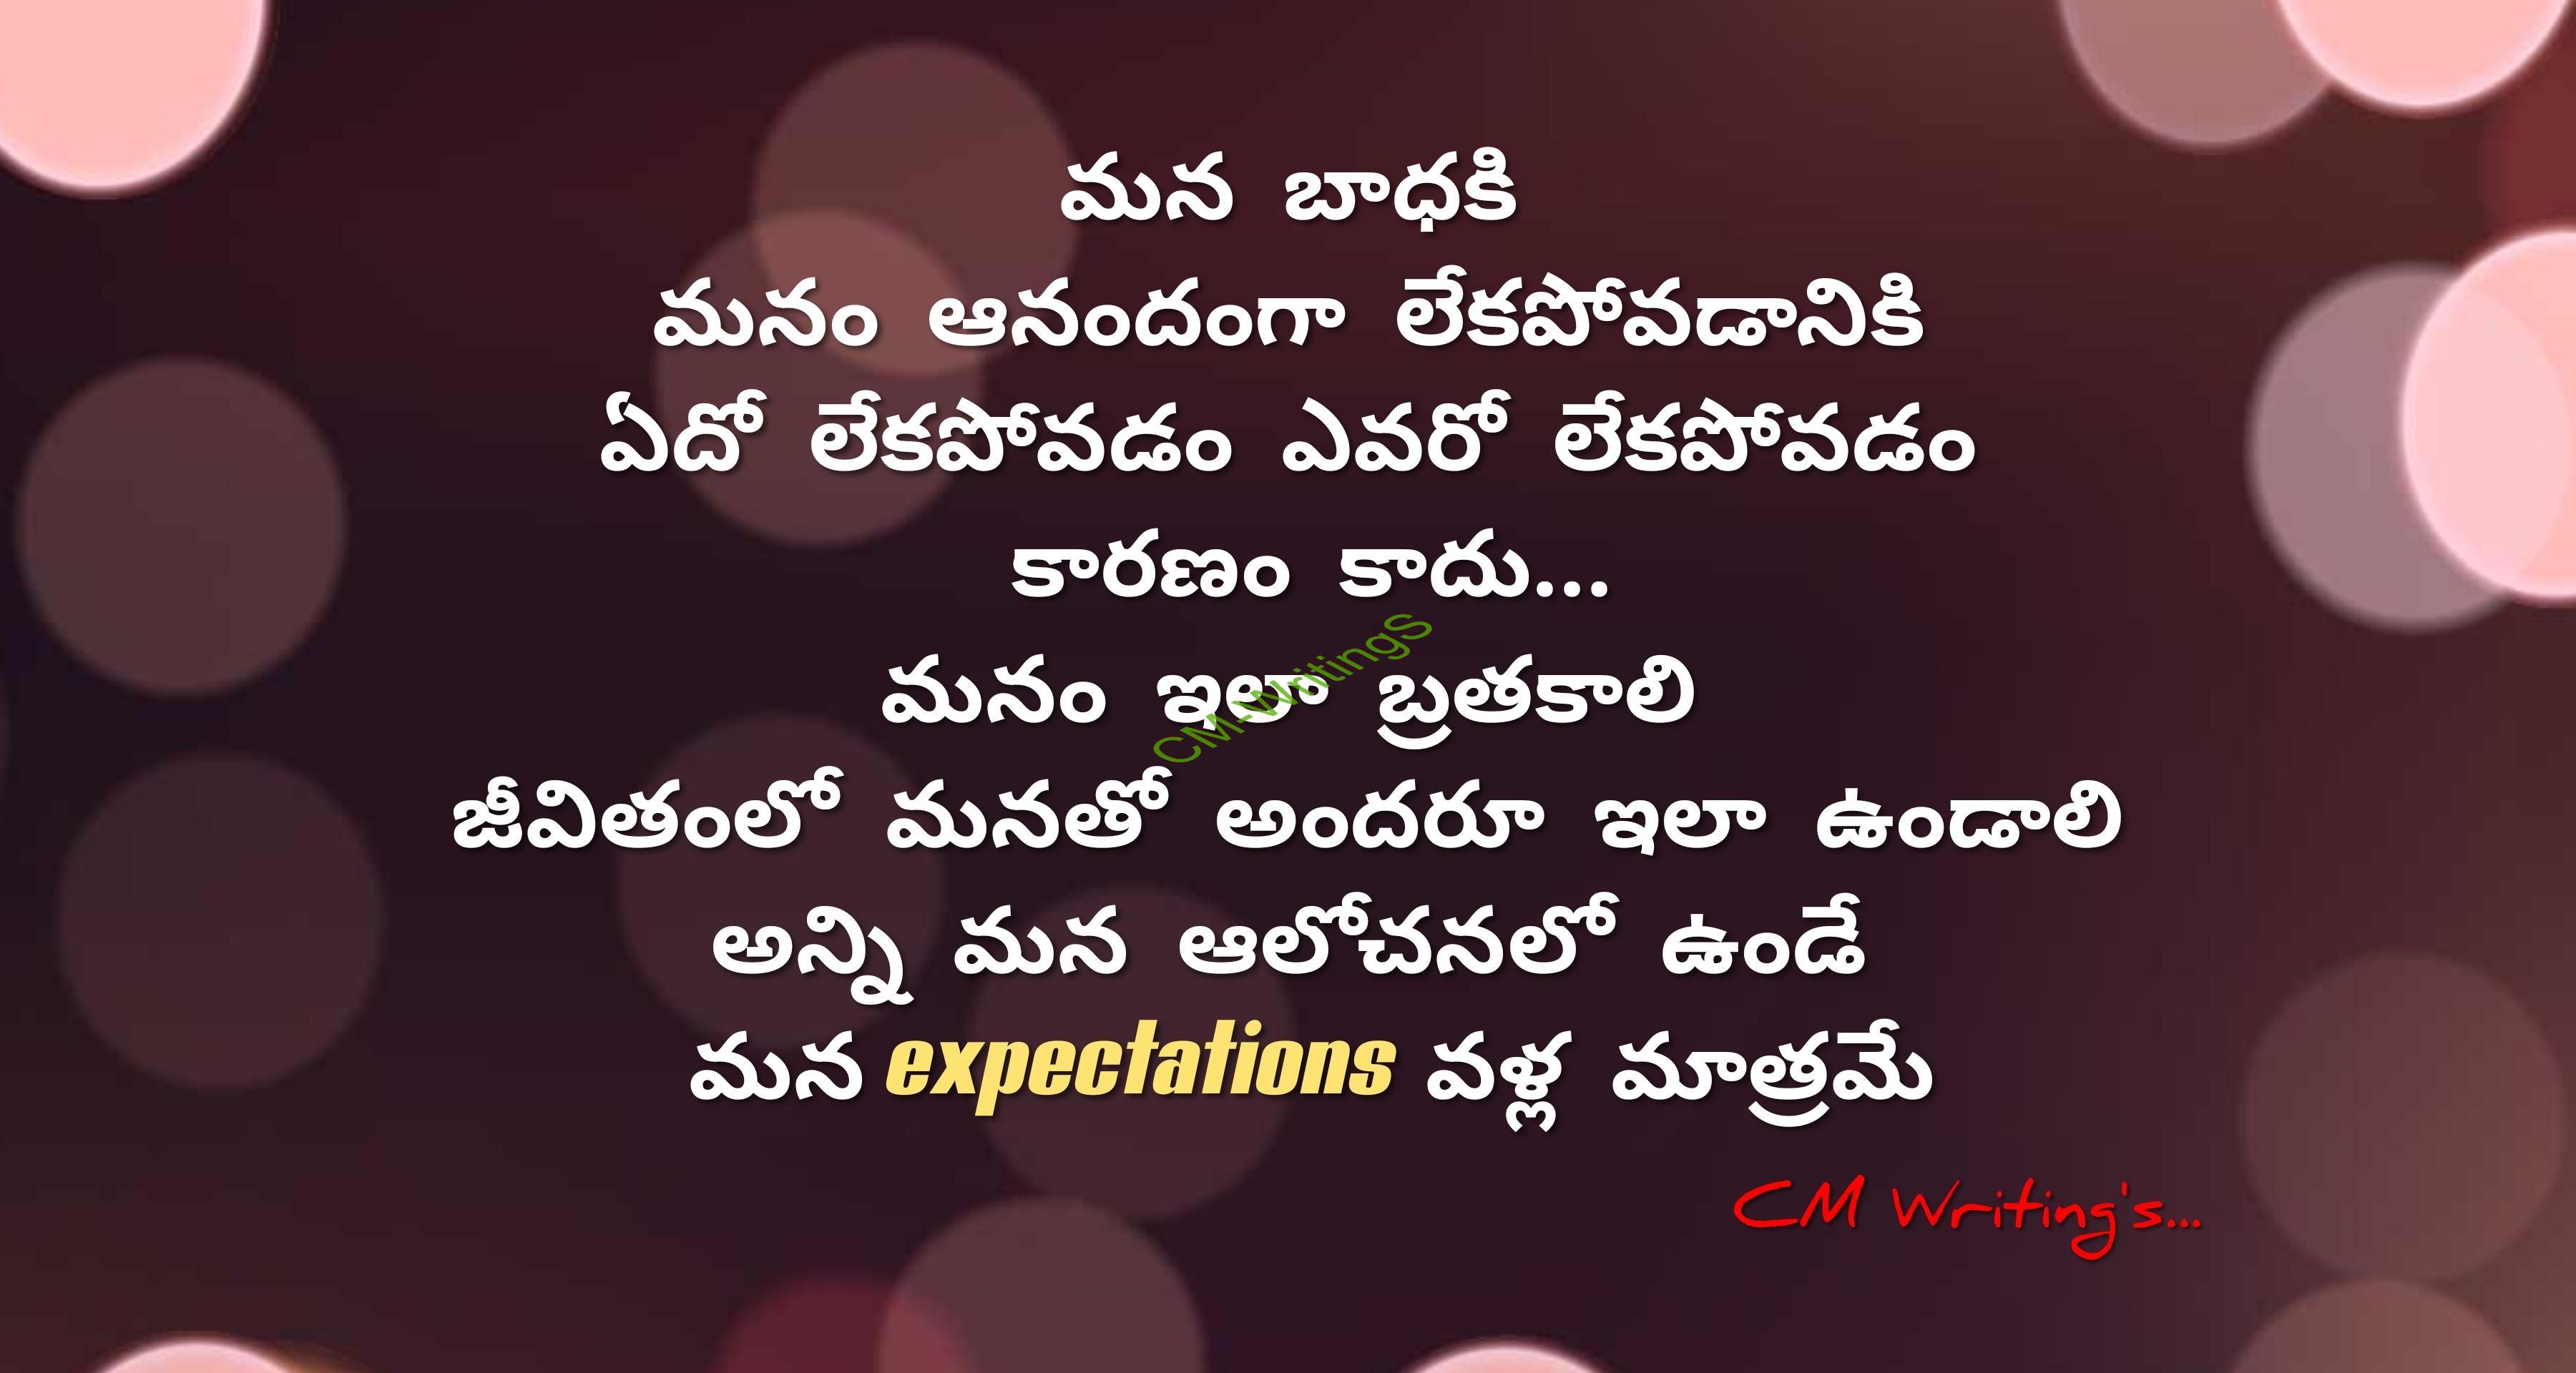 మన బాధకి
మనం ఆనందంగా లేకపోవడానికి
ఏదో లేకపోవడం ఎవరో లేకపోవడం
కారణం కాదు...
మనం ఇలా బ్రతకాలి
CM-WritingS
జీవితంలో మనతో అందరూ ఇలా ఉండాలి
అన్ని మన ఆలోచనలో ఉండే
మన expectations వళ్ల మాత్రమే
CM Writing's...